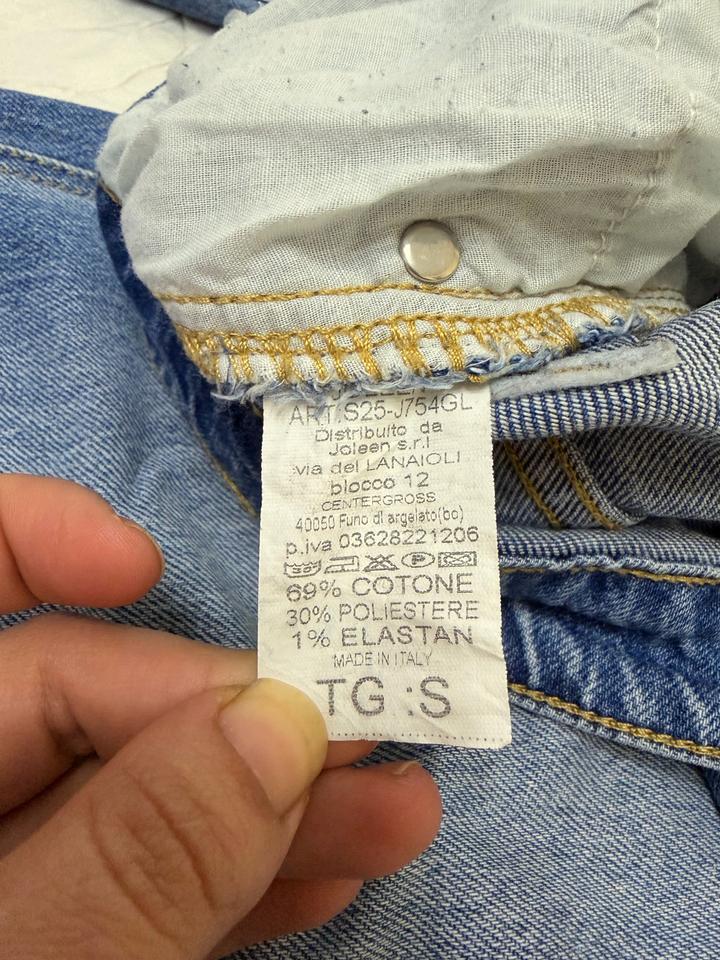 ART.:S25-J754GL
Distribuito da
Joleen s.r.l
via dei LANAIOLI
blocco 12
CENTERGROSS
40050 Funo di argelato(bo)
p.iva 03628221206
69% COTONE
30% POLIESTERE
1% ELASTAN
MADE IN ITALY
TG :S